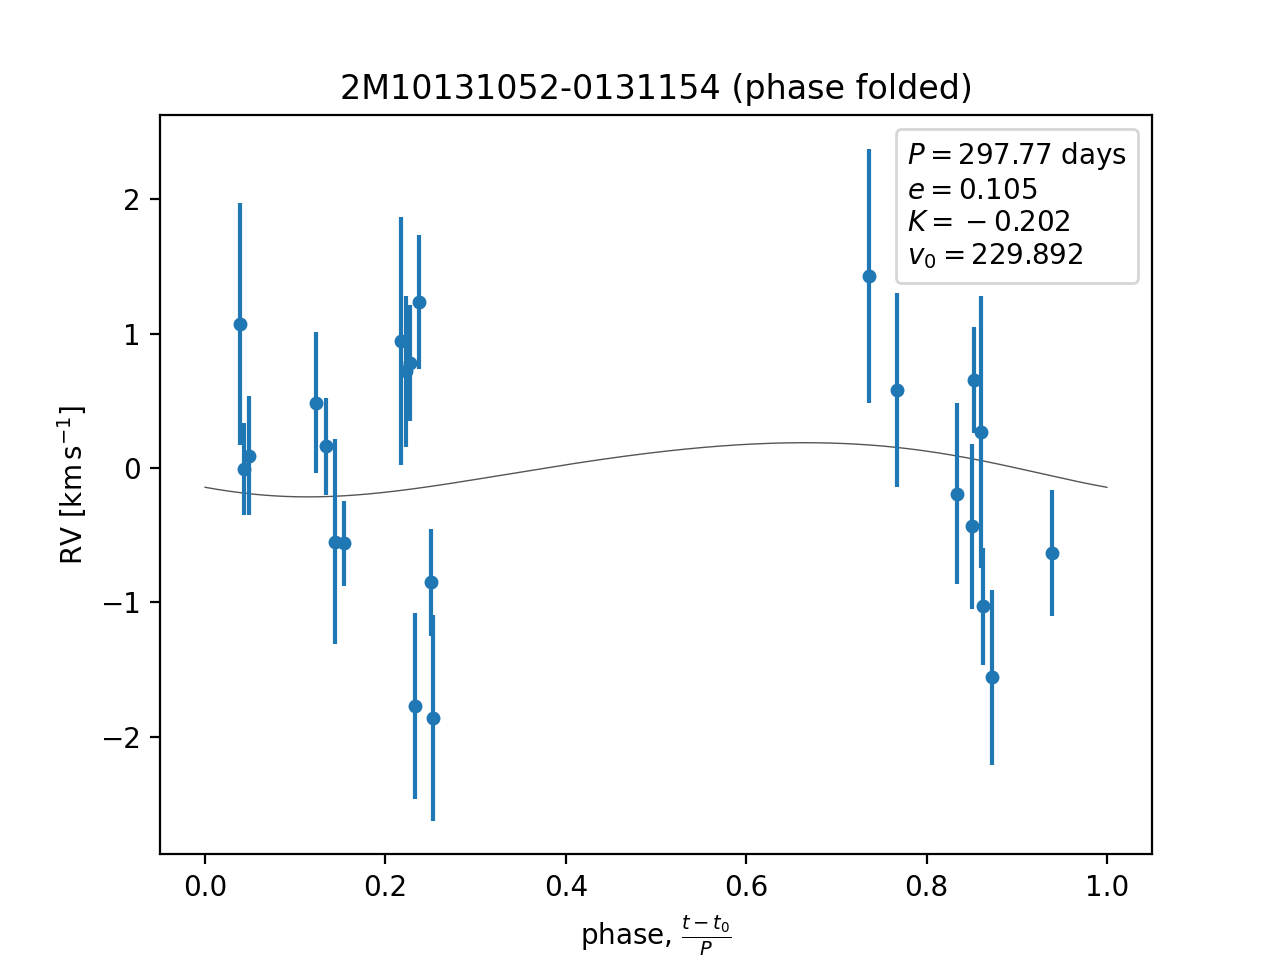 2M10131052-0131154 (phase folded)
P = 297.77 days
e = 0.105
K = −0.202
v₀ = 229.892
2
1
0
−1
−2
RV [km s⁻¹]
0.0 0.2 0.4 0.6 0.8 1.0
phase, (t − t₀)/P